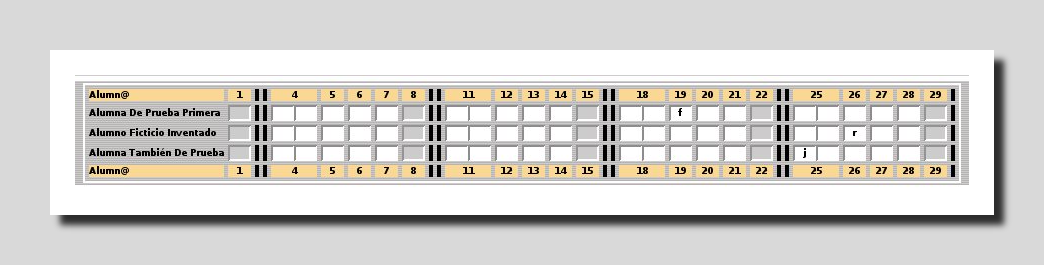 Alumn@ 1 4 5 6 7 8 11 12 13 14 15 18 19 20 21 22 25 26 27 28 29
Alumna De Prueba Primera f
Alumno Ficticio Inventado r
Alumna También De Prueba j
Alumn@ 1 4 5 6 7 8 11 12 13 14 15 18 19 20 21 22 25 26 27 28 29